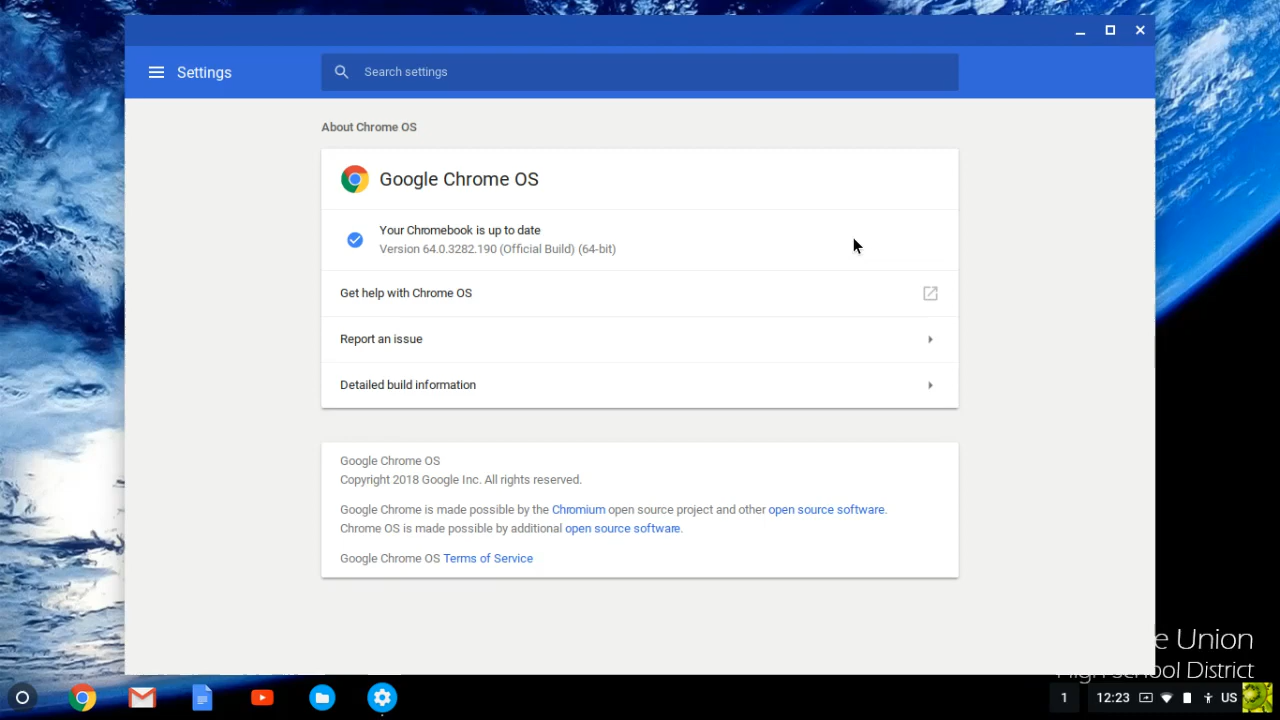 Settings
Search settings
About Chrome OS
Google Chrome OS
Your Chromebook is up to date
Version 64.0.3282.190 (Official Build) (64-bit)
Get help with Chrome OS
Report an issue
Detailed build information
Google Chrome OS
Copyright 2018 Google Inc. All rights reserved.
Google Chrome is made possible by the Chromium open source project and other open source software.
Chrome OS is made possible by additional open source software.
Google Chrome OS Terms of Service
e Union
High School District
1 12:23 US